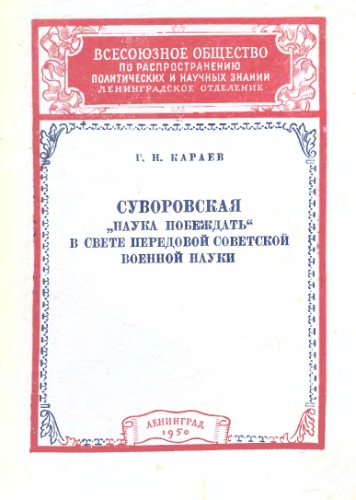 ВСЕСОЮЗНОЕ ОБЩЕСТВО
ПО РАСПРОСТРАНЕНИЮ
ПОЛИТИЧЕСКИХ И НАУЧНЫХ ЗНАНИИ
ЛЕНИНГРАДСКОЕ ОТДЕЛЕНИЕ
Г. Н. КАРАЕВ
СУВОРОВСКАЯ
„НАУКА ПОБЕЖДАТЬ“
В СВЕТЕ ПЕРЕДОВОЙ СОВЕТСКОЙ
ВОЕННОЙ НАУКИ
ЛЕНИНГРАД
1950